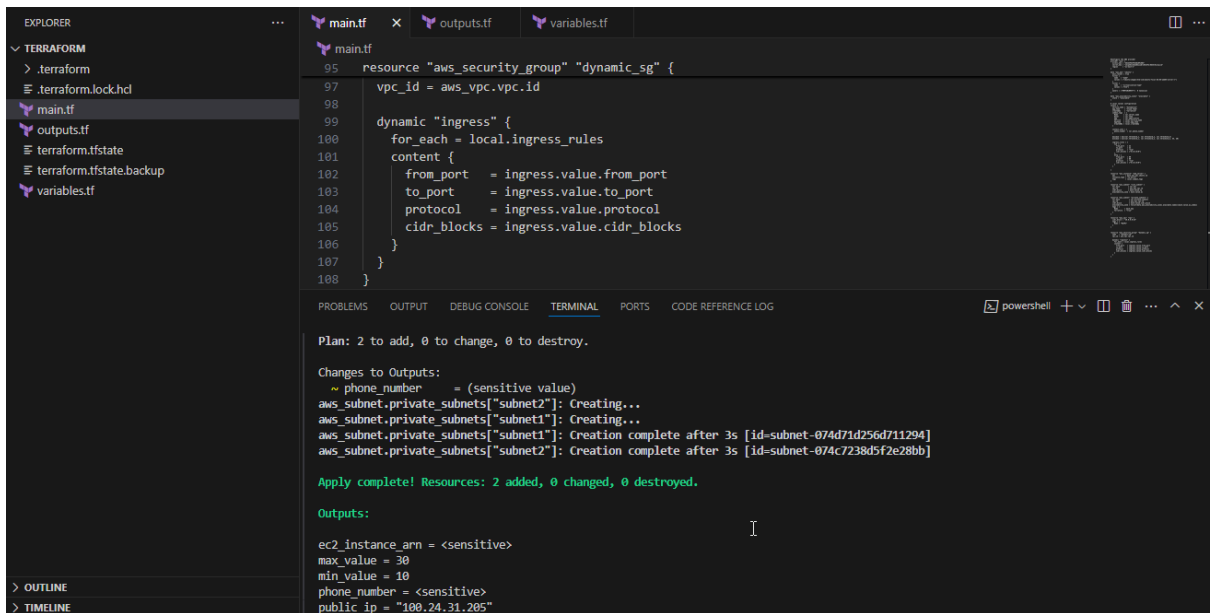 EXPLORER
TERRAFORM
.terraform
.terraform.lock.hcl
main.tf
outputs.tf
terraform.tfstate
terraform.tfstate.backup
variables.tf
OUTLINE
TIMELINE
main.tf
outputs.tf
variables.tf
main.tf
95 resource "aws_security_group" "dynamic_sg" {
97 vpc_id = aws_vpc.vpc.id
98
99 dynamic "ingress" {
100 for_each = local.ingress_rules
101 content {
102 from_port = ingress.value.from_port
103 to_port = ingress.value.to_port
104 protocol = ingress.value.protocol
105 cidr_blocks = ingress.value.cidr_blocks
106 }
107 }
108 }
PROBLEMS OUTPUT DEBUG CONSOLE TERMINAL PORTS CODE REFERENCE LOG powershell
Plan: 2 to add, 0 to change, 0 to destroy.
Changes to Outputs:
~ phone_number = (sensitive value)
aws_subnet.private_subnets["subnet2"]: Creating...
aws_subnet.private_subnets["subnet1"]: Creating...
aws_subnet.private_subnets["subnet1"]: Creation complete after 3s [id=subnet-074d71d256d711294]
aws_subnet.private_subnets["subnet2"]: Creation complete after 3s [id=subnet-074c7238d5f2e28bb]
Apply complete! Resources: 2 added, 0 changed, 0 destroyed.
Outputs:
ec2_instance_arn = <sensitive>
max_value = 30
min_value = 10
phone_number = <sensitive>
public_ip = "100.24.31.205"